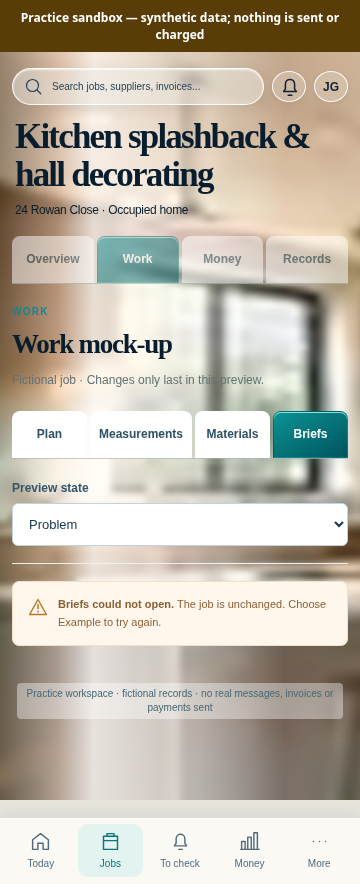 Practice sandbox — synthetic data; nothing is sent or
charged
Search jobs, suppliers, invoices...
JG
Kitchen splashback &
hall decorating
24 Rowan Close · Occupied home
Overview
Work
Money
Records
WORK
Work mock-up
Fictional job · Changes only last in this preview.
Plan
Measurements
Materials
Briefs
Preview state
Problem
Briefs could not open. The job is unchanged. Choose
Example to try again.
Practice workspace · fictional records · no real messages, invoices or
payments sent
Today
Jobs
To check
Money
More